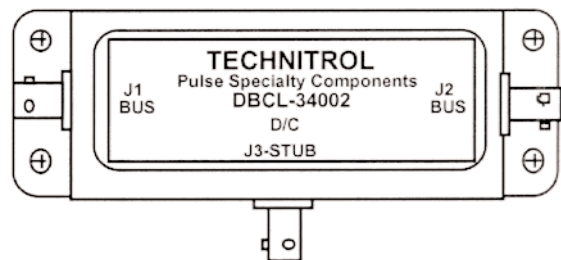 TECHNITROL
Pulse Specialty Components
J1
BUS
DBCL-34002
J2
BUS
D/C
J3-STUB